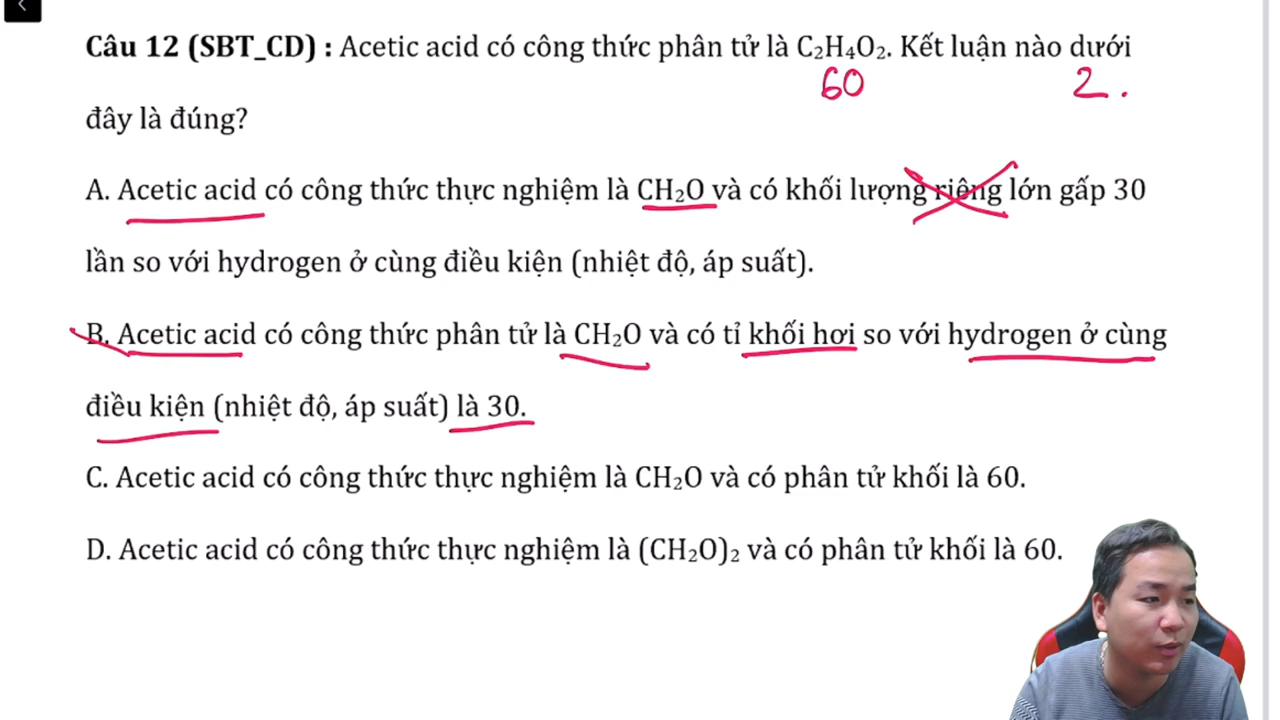 Câu 12 (SBT_CD) : Acetic acid có công thức phân tử là C₂H₄O₂. Kết luận nào dưới
60 2.
đây là đúng?
A. Acetic acid có công thức thực nghiệm là CH₂O và có khối lượng riêng lớn gấp 30
lần so với hydrogen ở cùng điều kiện (nhiệt độ, áp suất).
B. Acetic acid có công thức phân tử là CH₂O và có tỉ khối hơi so với hydrogen ở cùng
điều kiện (nhiệt độ, áp suất) là 30.
C. Acetic acid có công thức thực nghiệm là CH₂O và có phân tử khối là 60.
D. Acetic acid có công thức thực nghiệm là (CH₂O)₂ và có phân tử khối là 60.